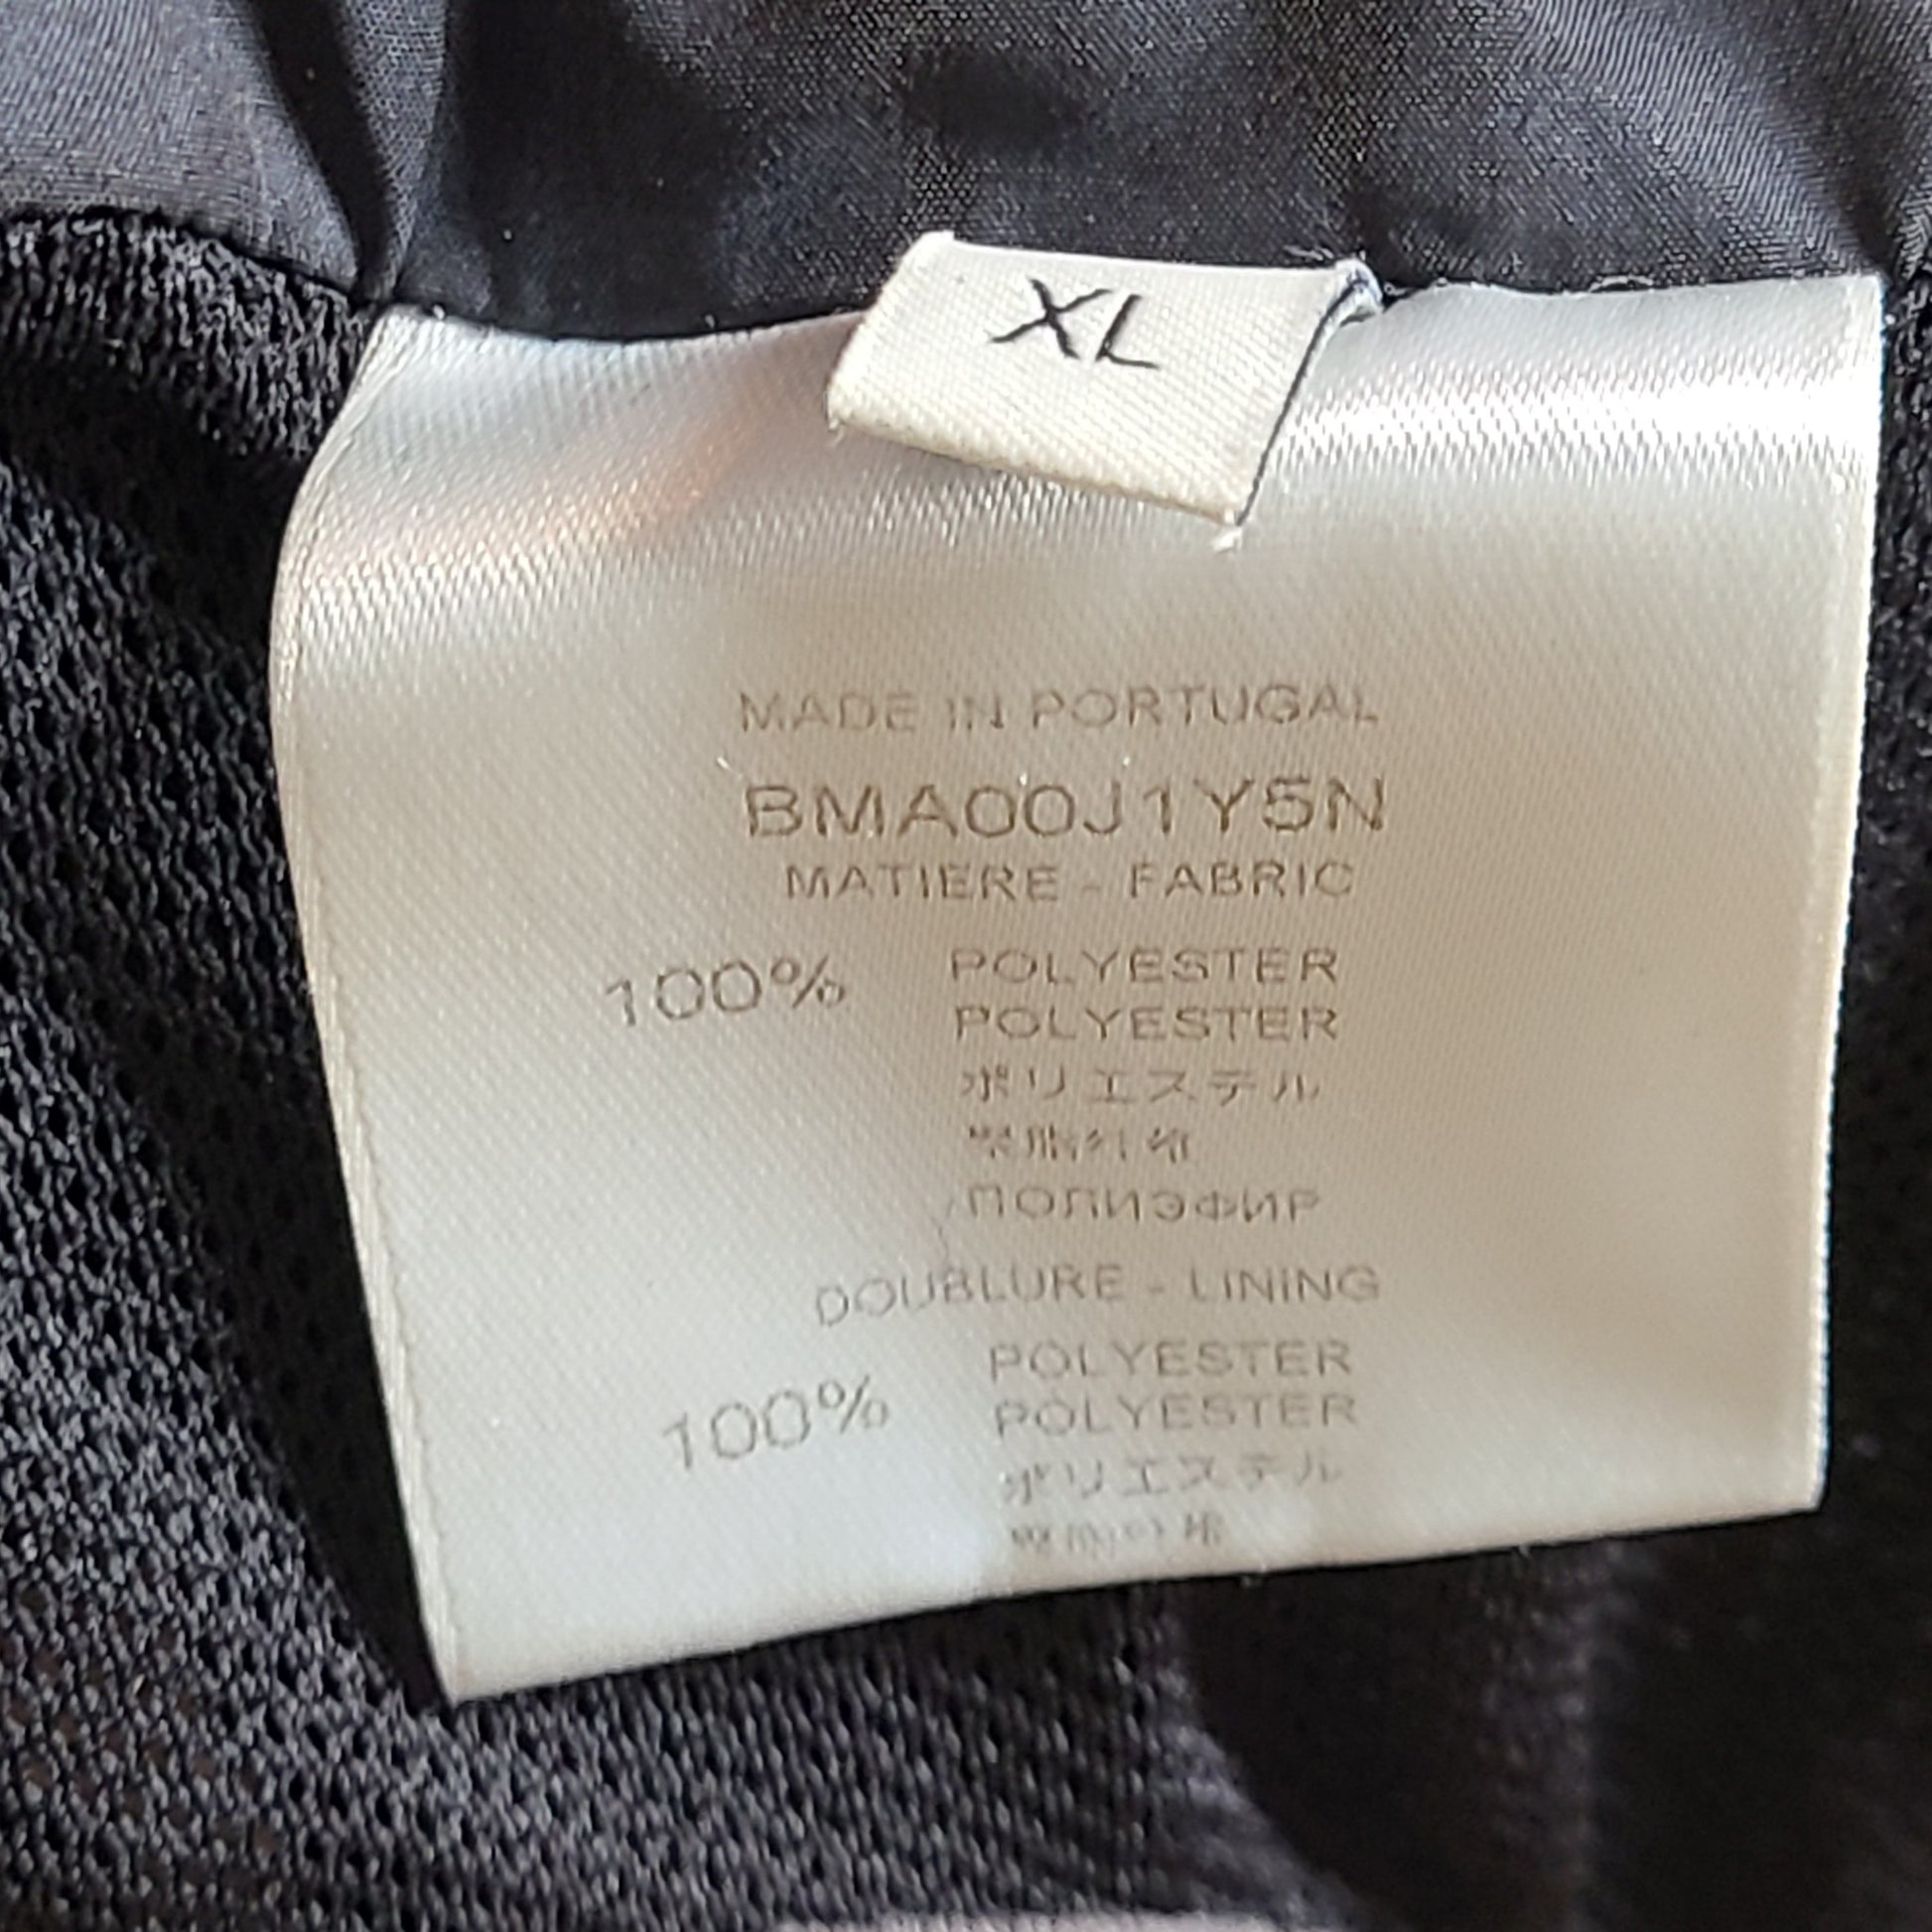 XL
MADE IN PORTUGAL
BMA00J1Y5N
MATIERE - FABRIC
100% POLYESTER
POLYESTER
ポリエステル
聚脂纤维
ПОЛИЭФИР
DOUBLURE - LINING
100% POLYESTER
POLYESTER
ポリエステル